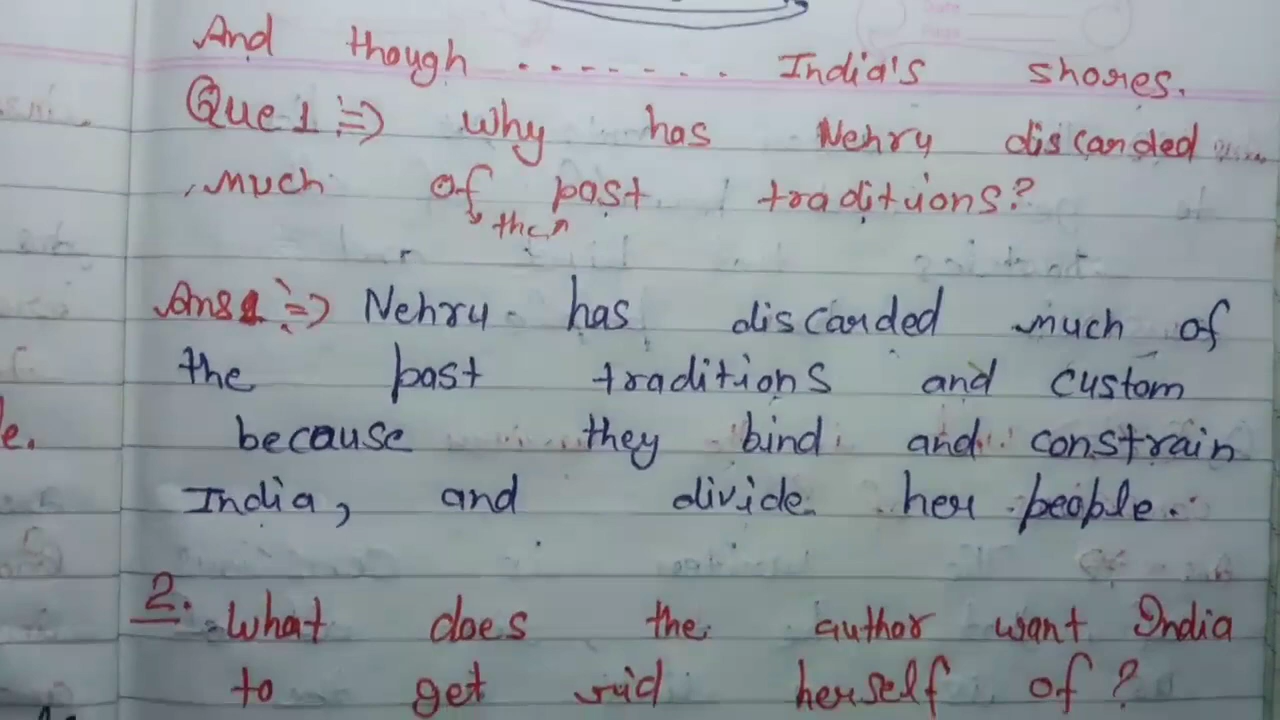 And though ........ India's shores.
Que 1 => why has Nehru discarded
much of past traditions?
the
Ans 1 => Nehru has discarded much of
the past traditions and custom
because they bind and constrain
India, and divide her people.
2. What does the author want India
to get rid herself of?